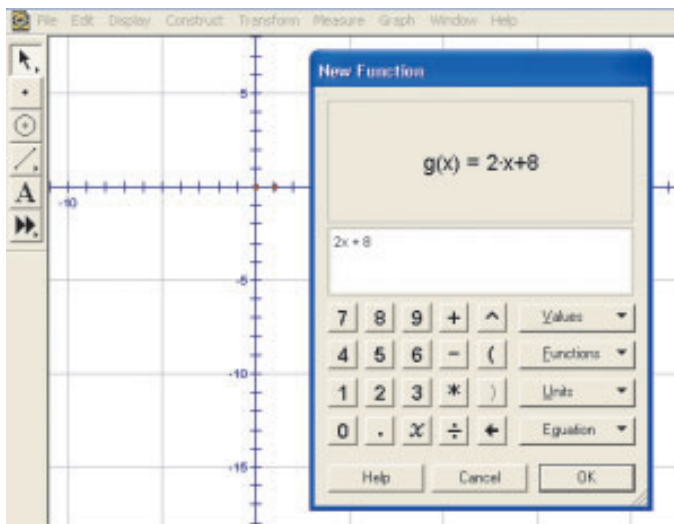 File Edit Display Construct Transform Measure Graph Window Help
New Function
g(x) = 2·x+8
2x + 8
7 8 9 + ^ Values
4 5 6 - ( Functions
1 2 3 * ) Units
0 . x ÷ Equation
Help Cancel OK
A
5
-10
-5
-10
-15